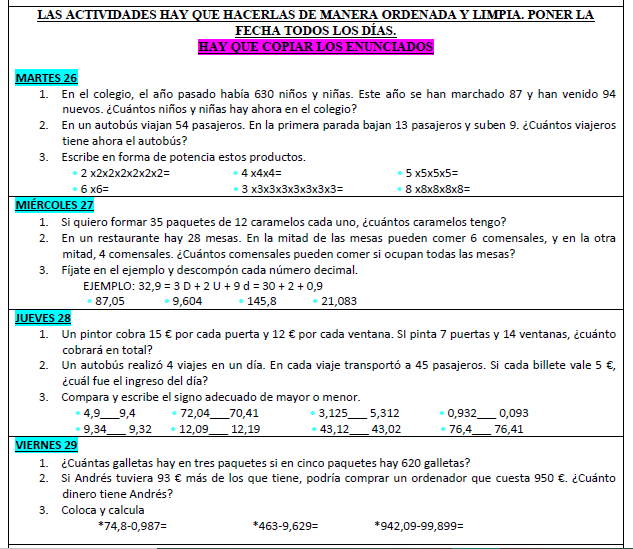 LAS ACTIVIDADES HAY QUE HACERLAS DE MANERA ORDENADA Y LIMPIA. PONER LA
FECHA TODOS LOS DÍAS.
HAY QUE COPIAR LOS ENUNCIADOS
MARTES 26
1. En el colegio, el año pasado había 630 niños y niñas. Este año se han marchado 87 y han venido 94
nuevos. ¿Cuántos niños y niñas hay ahora en el colegio?
2. En un autobús viajan 54 pasajeros. En la primera parada bajan 13 pasajeros y suben 9. ¿Cuántos viajeros
tiene ahora el autobús?
3. Escribe en forma de potencia estos productos.
• 2 x2x2x2x2x2x2= • 4 x4x4= • 5 x5x5x5=
• 6 x6= • 3 x3x3x3x3x3x3x3= • 8 x8x8x8x8=
MIÉRCOLES 27
1. Si quiero formar 35 paquetes de 12 caramelos cada uno, ¿cuántos caramelos tengo?
2. En un restaurante hay 28 mesas. En la mitad de las mesas pueden comer 6 comensales, y en la otra
mitad, 4 comensales. ¿Cuántos comensales pueden comer si ocupan todas las mesas?
3. Fíjate en el ejemplo y descompón cada número decimal.
EJEMPLO: 32,9 = 3 D + 2 U + 9 d = 30 + 2 + 0,9
• 87,05 • 9,604 • 145,8 • 21,083
JUEVES 28
1. Un pintor cobra 15 € por cada puerta y 12 € por cada ventana. SI pinta 7 puertas y 14 ventanas, ¿cuánto
cobrará en total?
2. Un autobús realizó 4 viajes en un día. En cada viaje transportó a 45 pasajeros. Si cada billete vale 5 €,
¿cuál fue el ingreso del día?
3. Compara y escribe el signo adecuado de mayor o menor.
• 4,9___9,4 • 72,04___70,41 • 3,125___ 5,312 • 0,932___ 0,093
• 9,34___ 9,32 • 12,09___ 12,19 • 43,12___ 43,02 • 76,4___ 76,41
VIERNES 29
1. ¿Cuántas galletas hay en tres paquetes si en cinco paquetes hay 620 galletas?
2. Si Andrés tuviera 93 € más de los que tiene, podría comprar un ordenador que cuesta 950 €. ¿Cuánto
dinero tiene Andrés?
3. Coloca y calcula
*74,8-0,987= *463-9,629= *942,09-99,899=